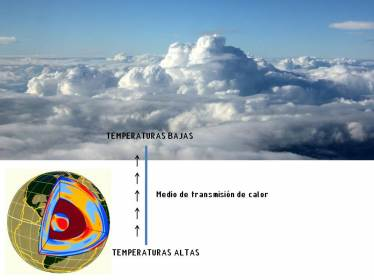 TEMPERATURAS BAJAS
Medio de transmisión de calor
TEMPERATURAS ALTAS